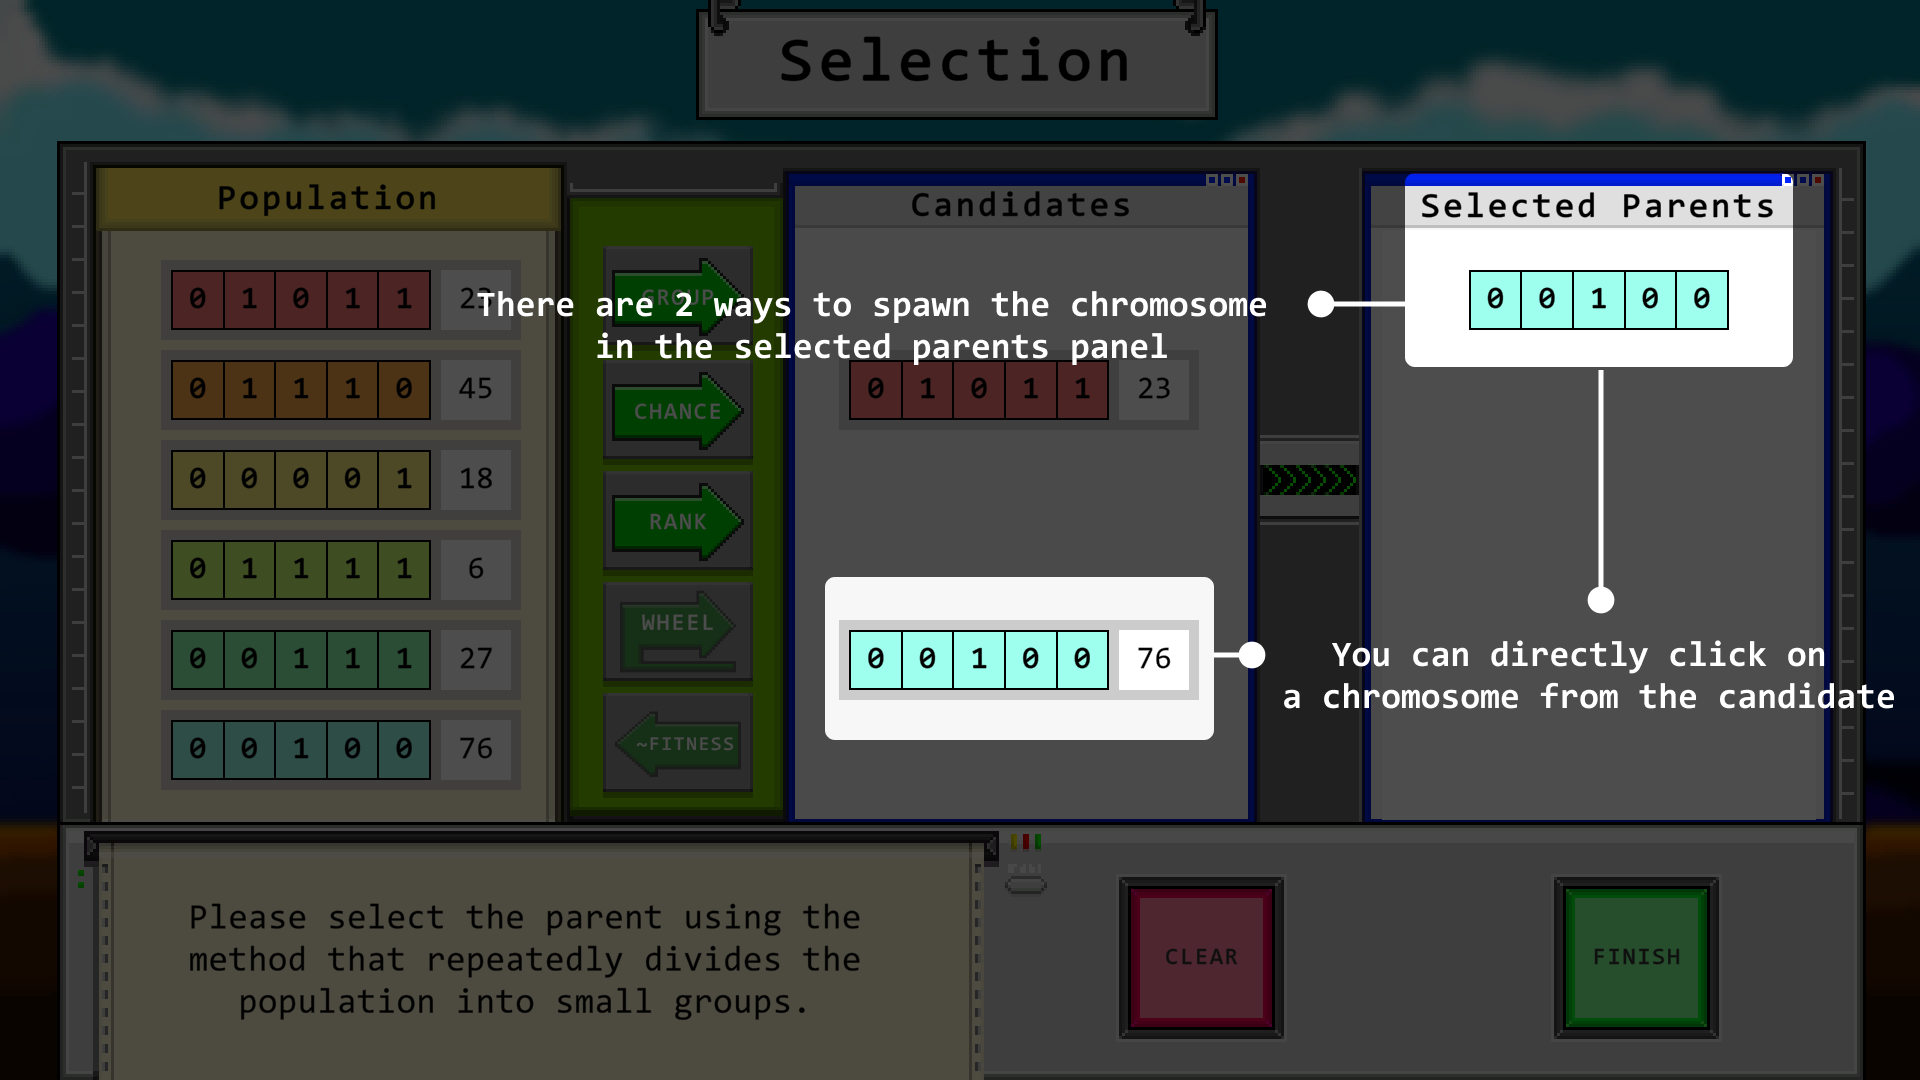 Selection
Population
0 1 0 1 1 23
0 1 1 1 0 45
0 0 0 0 1 18
0 1 1 1 1 6
0 0 1 1 1 27
0 0 1 0 0 76
GROUP
CHANCE
RANK
WHEEL
~FITNESS
Candidates
0 1 0 1 1 23
0 0 1 0 0 76
Selected Parents
0 0 1 0 0
There are 2 ways to spawn the chromosome
in the selected parents panel
You can directly click on
a chromosome from the candidate
Please select the parent using the
method that repeatedly divides the
population into small groups.
CLEAR
FINISH